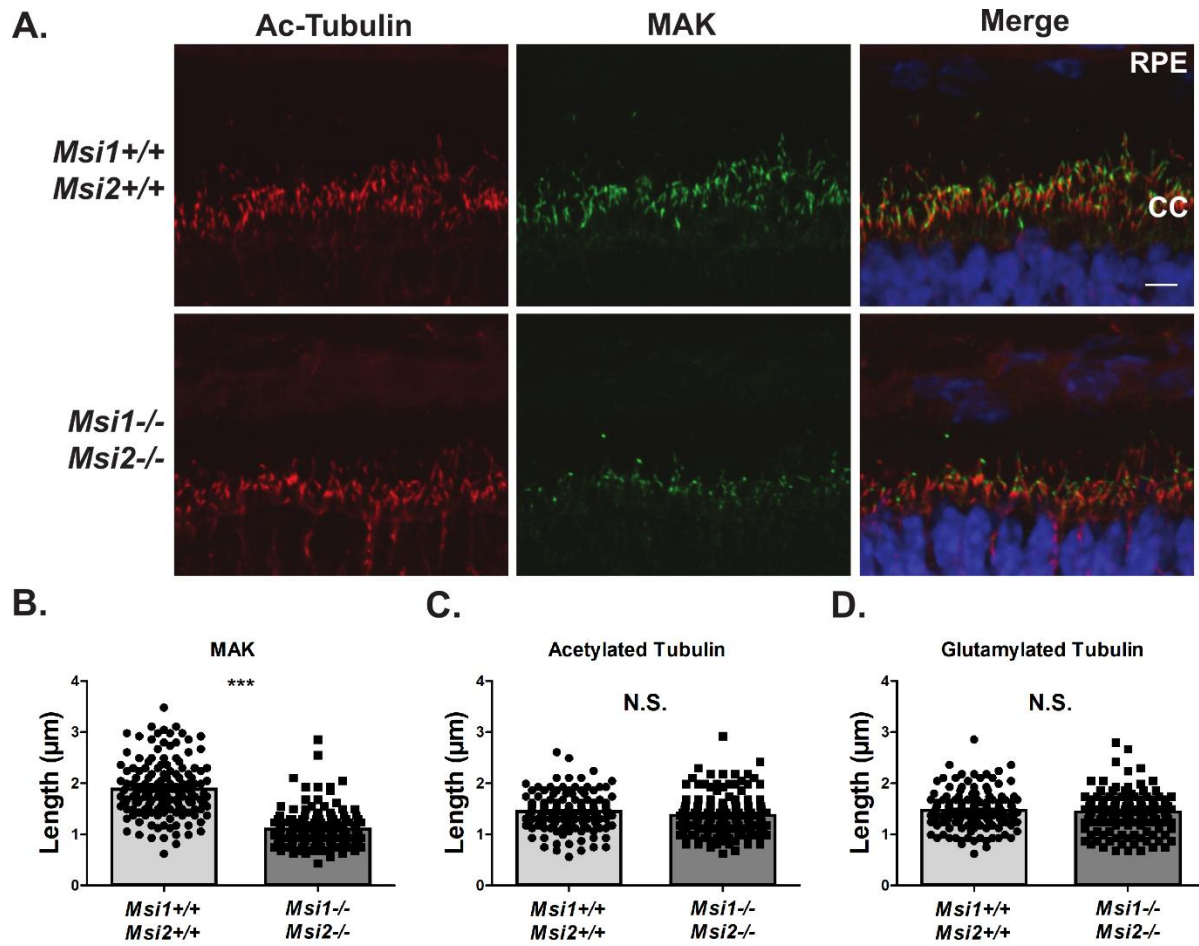 A.
Ac-Tubulin
MAK
Merge
Msi1+/+
Msi2+/+
RPE
CC
Msi1-/-
Msi2-/-
B.
MAK
***
Length (µm)
4
3
2
1
0
Msi1+/+
Msi2+/+
Msi1-/-
Msi2-/-
C.
Acetylated Tubulin
N.S.
Length (µm)
4
3
2
1
0
Msi1+/+
Msi2+/+
Msi1-/-
Msi2-/-
D.
Glutamylated Tubulin
N.S.
Length (µm)
4
3
2
1
0
Msi1+/+
Msi2+/+
Msi1-/-
Msi2-/-